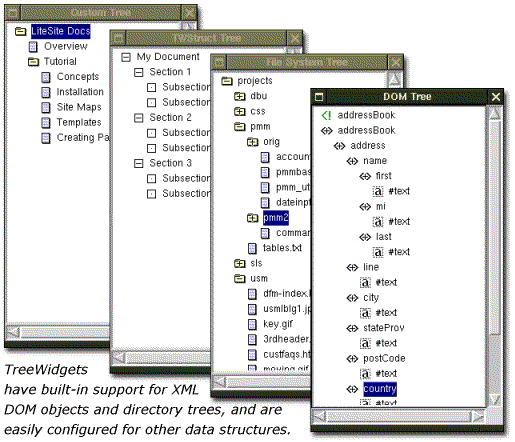 Custom Tree
LiteSite Docs
Overview
Tutorial
Concepts
Installation
Site Maps
Templates
Creating Pa
TWStruct Tree
My Document
Section 1
Subsection
Subsection
Section 2
Subsection
Subsection
Section 3
Subsection
Subsection
File System Tree
projects
dbu
css
pmm
orig
accoun
pmmbas
pmm_ut
dateinpt
pmm2
comman
tables.txt
sls
usm
dfm-index.
usmlblg1.jp
key.gif
3rdheader.
custfaqs.ht
moving.gif
DOM Tree
addressBook
addressBook
address
name
first
#text
mi
#text
last
#text
line
#text
city
#text
stateProv
#text
postCode
#text
country
#text
TreeWidgets
have built-in support for XML
DOM objects and directory trees, and are
easily configured for other data structures.